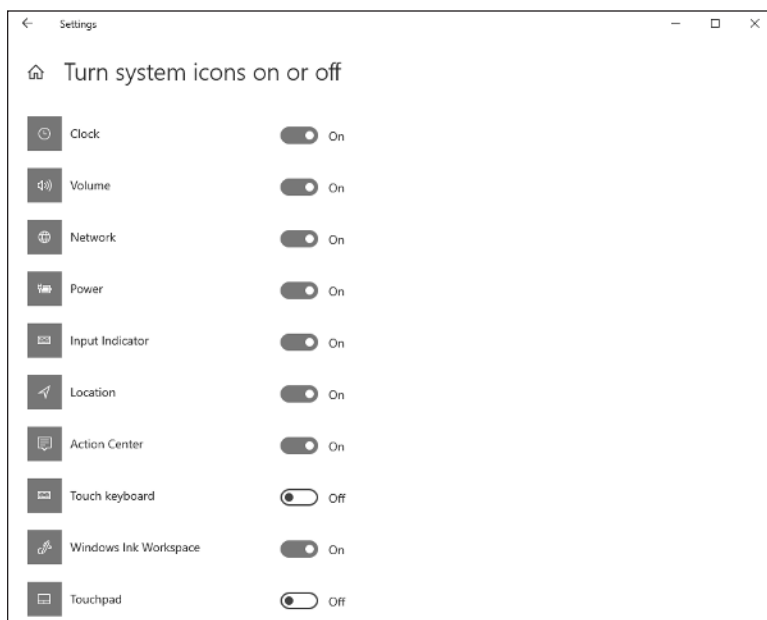 Settings
Turn system icons on or off
Clock On
Volume On
Network On
Power On
Input Indicator On
Location On
Action Center On
Touch keyboard Off
Windows Ink Workspace On
Touchpad Off